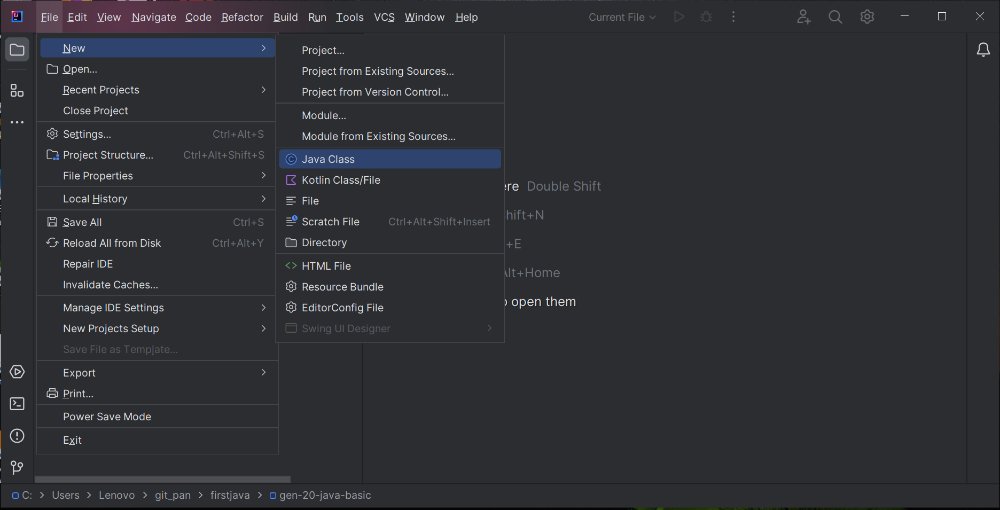 File Edit View Navigate Code Refactor Build Run Tools VCS Window Help Current File
New
Open...
Recent Projects
Close Project
Settings... Ctrl+Alt+S
Project Structure... Ctrl+Alt+Shift+S
File Properties
Local History
Save All Ctrl+S
Reload All from Disk Ctrl+Alt+Y
Repair IDE
Invalidate Caches...
Manage IDE Settings
New Projects Setup
Save File as Template...
Export
Print...
Power Save Mode
Exit
Project...
Project from Existing Sources...
Project from Version Control...
Module...
Module from Existing Sources...
Java Class
Kotlin Class/File
File
Scratch File Ctrl+Alt+Shift+Insert
Directory
HTML File
Resource Bundle
EditorConfig File
Swing UI Designer
ere Double Shift
Shift+N
+E
Alt+Home
o open them
C: > Users > Lenovo > git_pan > firstjava > gen-20-java-basic